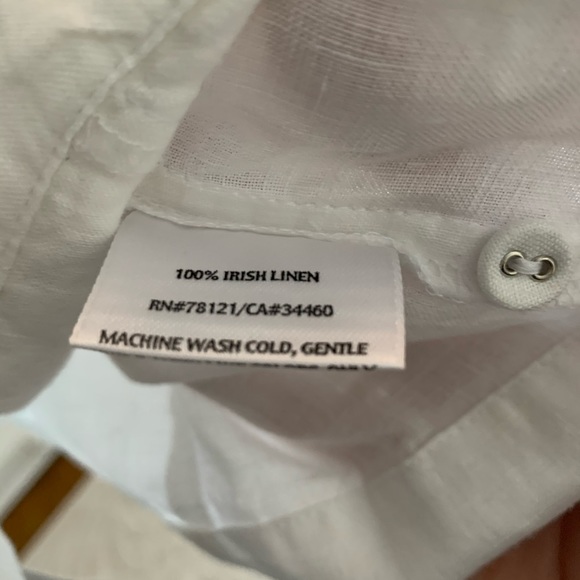 100% IRISH LINEN
RN#78121/CA#34460
MACHINE WASH COLD, GENTLE